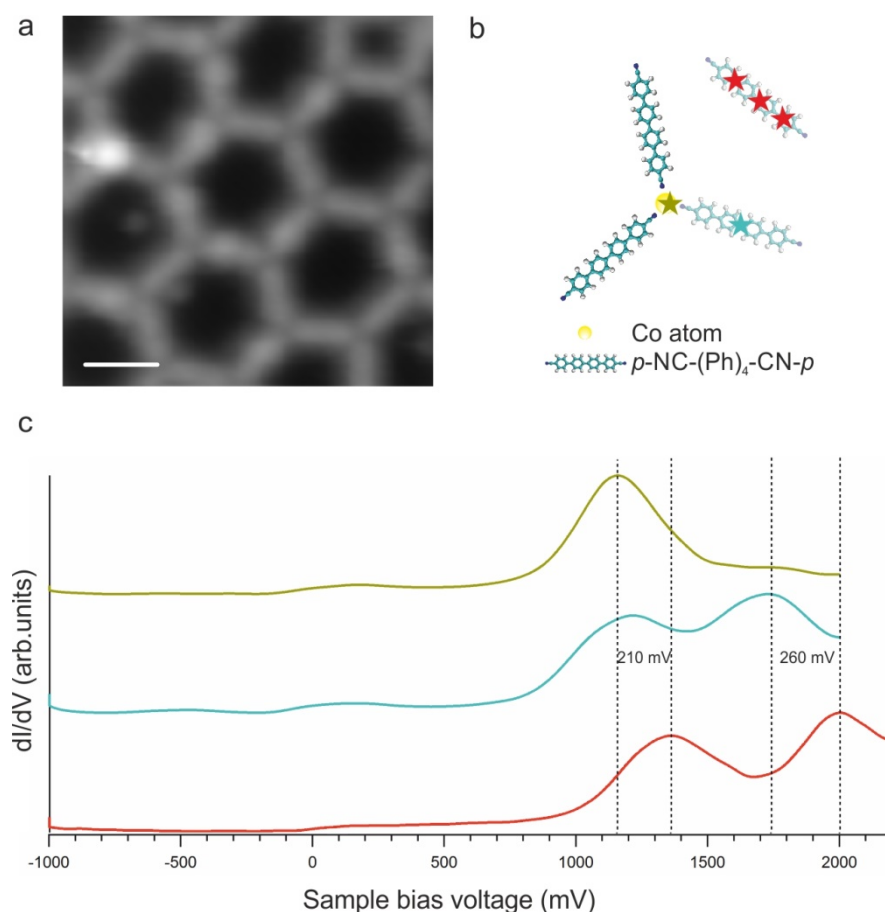 a
b
Co atom
p-NC-(Ph)₄-CN-p
c
dI/dV (arb.units)
210 mV
260 mV
-1000
-500
0
500
1000
1500
2000
Sample bias voltage (mV)